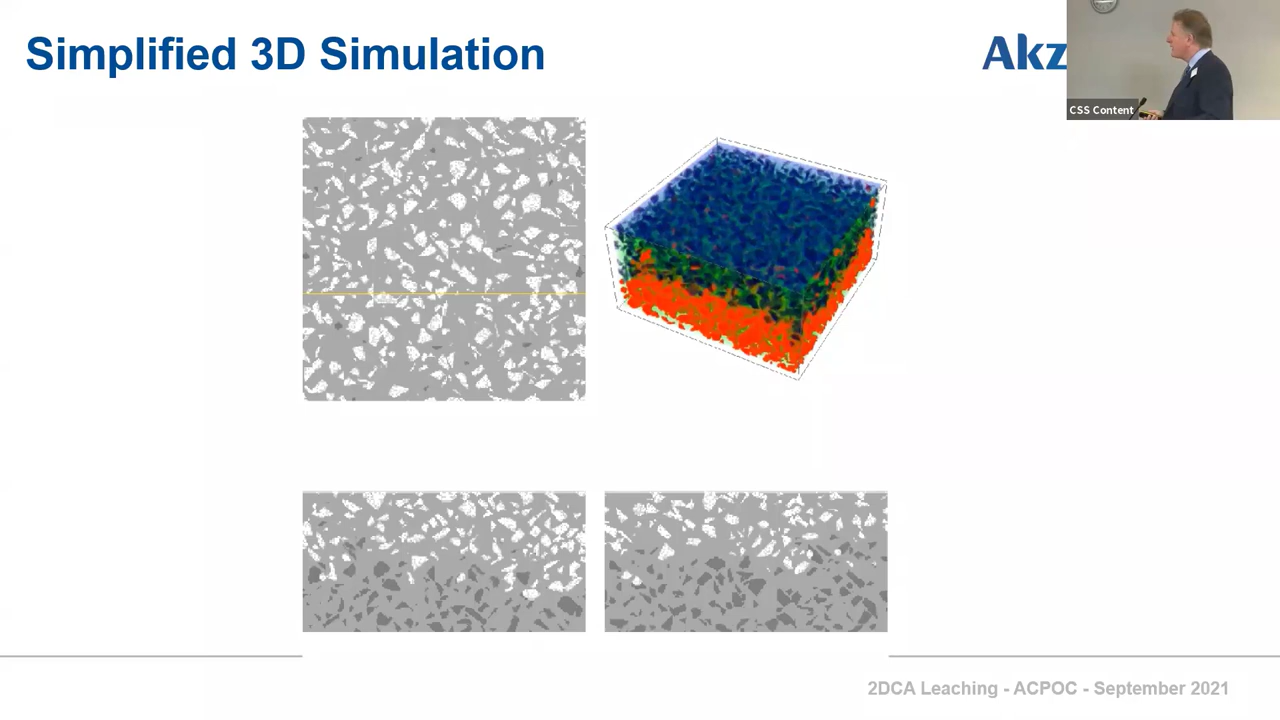 Simplified 3D Simulation
Akz
CSS Content
2DCA Leaching - ACPOC - September 2021